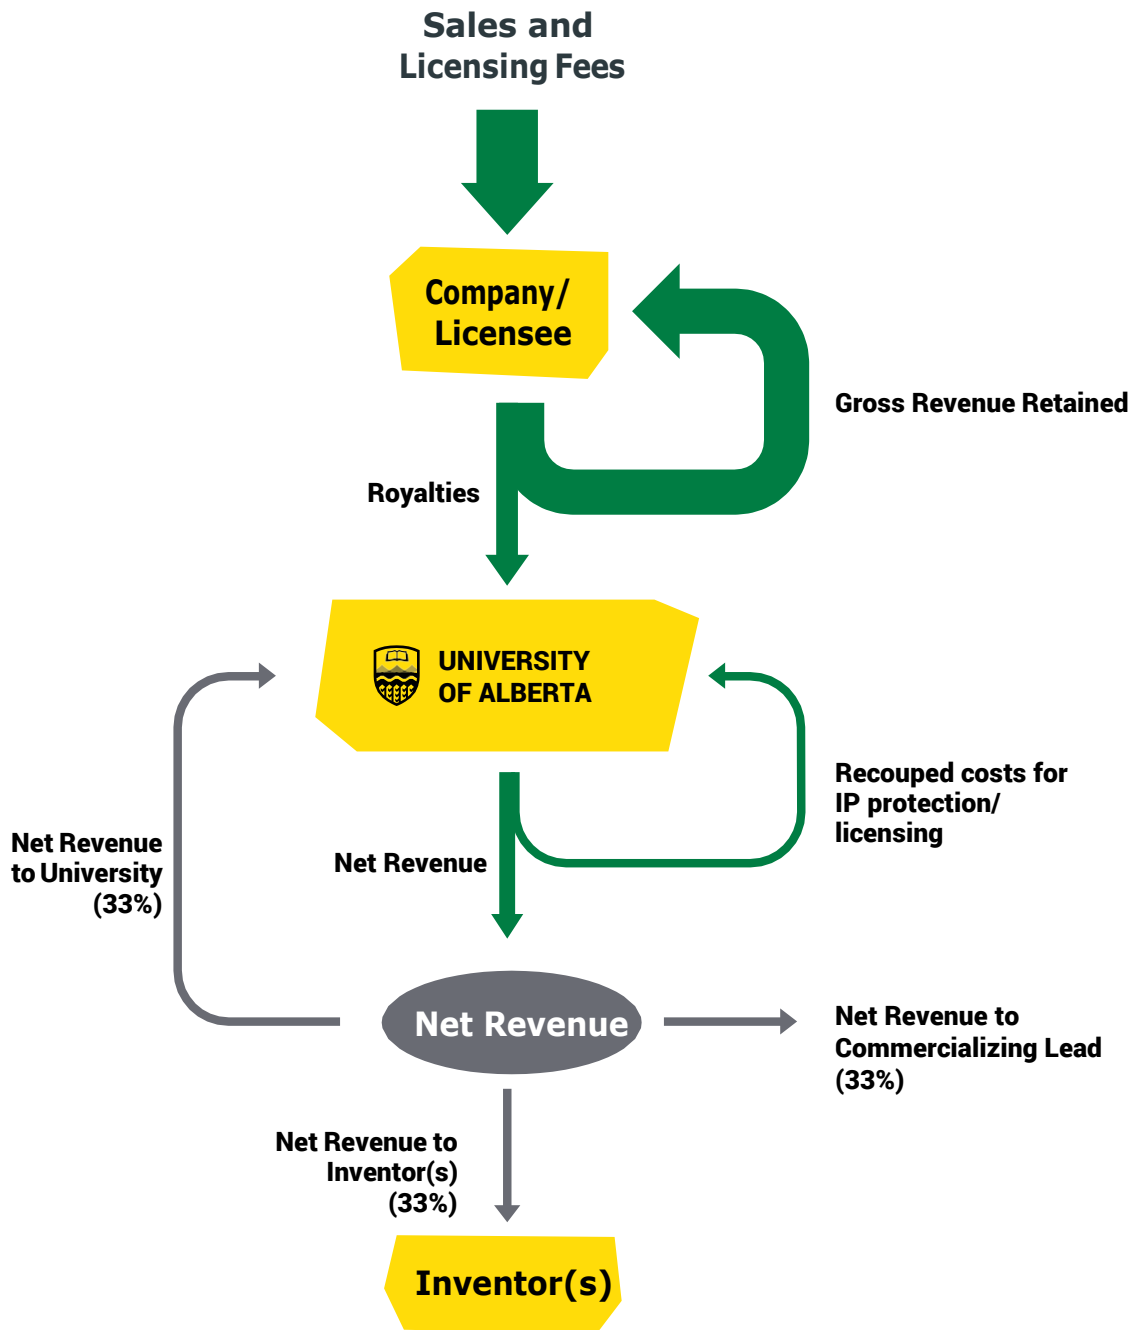 Sales and
Licensing Fees
Company/
Licensee
Gross Revenue Retained
Royalties
UNIVERSITY
OF ALBERTA
Recouped costs for
IP protection/
licensing
Net Revenue
to University
(33%)
Net Revenue
Net Revenue
Net Revenue to
Commercializing Lead
(33%)
Net Revenue to
Inventor(s)
(33%)
Inventor(s)